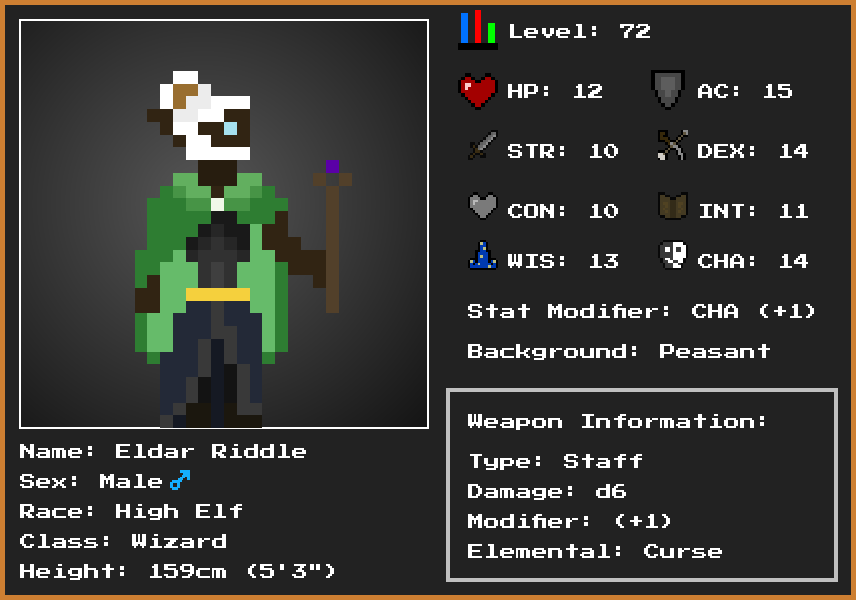 Level: 72
HP: 12
AC: 15
STR: 10
DEX: 14
CON: 10
INT: 11
WIS: 13
CHA: 14
Stat Modifier: CHA (+1)
Background: Peasant
Weapon Information:
Type: Staff
Damage: d6
Modifier: (+1)
Elemental: Curse
Name: Eldar Riddle
Sex: Male♂
Race: High Elf
Class: Wizard
Height: 159cm (5'3")